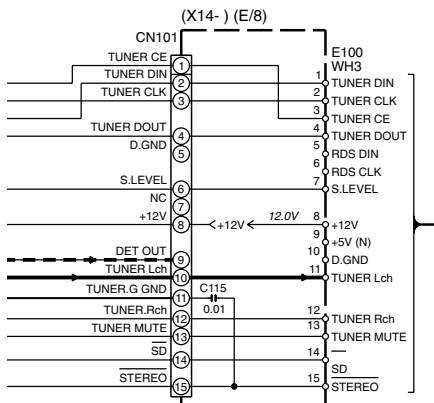 (X14- ) (E/8)
CN101
E100
WH3
TUNER CE 1
TUNER DIN 2 1 TUNER DIN
TUNER CLK 3 2 TUNER CLK
3 TUNER CE
TUNER DOUT 4 4 TUNER DOUT
D.GND 5 5 RDS DIN
6 RDS CLK
S.LEVEL 6 7 S.LEVEL
NC 7
+12V 8 +12V 12.0V 8 +12V
9 +5V (N)
DET OUT 9 10 D.GND
TUNER Lch 10 11 TUNER Lch
TUNER.G GND 11 C115
0.01
TUNER.Rch 12 12 TUNER Rch
TUNER MUTE 13 13 TUNER MUTE
SD 14 14 SD
STEREO 15 15 STEREO